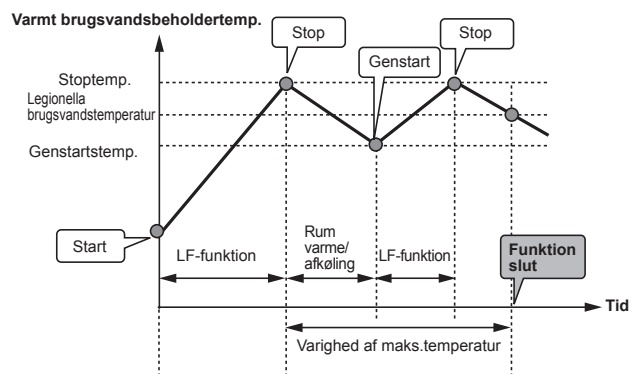 Varmt brugsvandsbeholdertemp.
Stop
Stop
Genstart
Stoptemp.
Legionella
brugsvandstemperatur
Genstartstemp.
Start
LF-funktion
Rum
varme/
afkøling
LF-funktion
Funktion
slut
Tid
Varighed af maks.temperatur